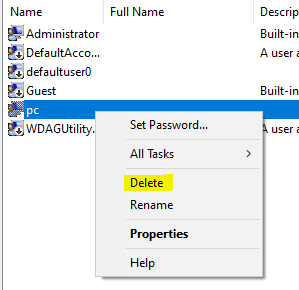 Name Full Name Descrip
Administrator Built-in
DefaultAcco... A user a
defaultuser0
Guest Built-in
pc
Set Password...
WDAGUtility. A user a
All Tasks
Delete
Rename
Properties
Help